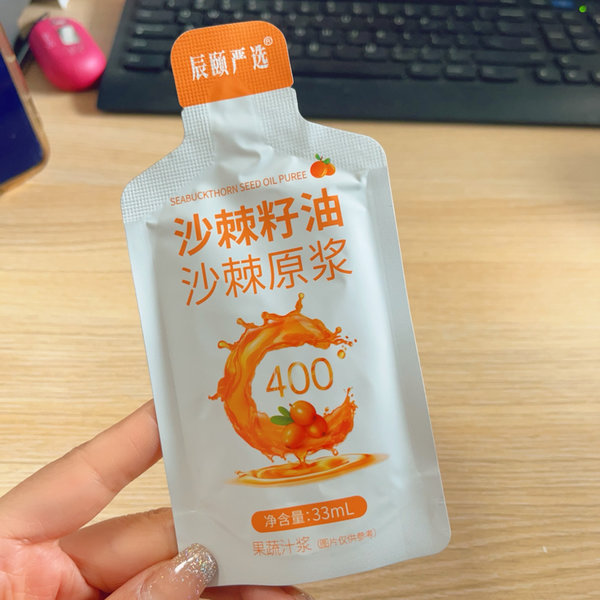 辰颐严选®
SEABUCKTHORN SEED OIL PUREE
沙棘籽油
沙棘原浆
400
净含量:33mL
果蔬汁浆 (图片仅供参考)